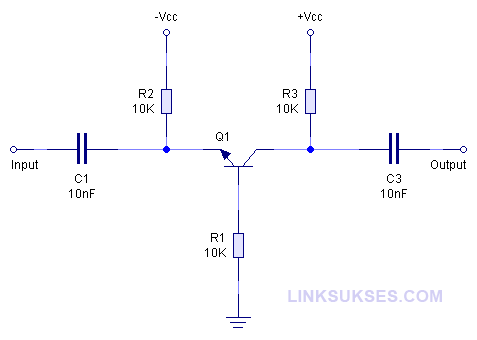 -Vcc
+Vcc
R2
10K
R3
10K
Q1
Input
C1
10nF
C3
10nF
Output
R1
10K
LINKSUKSES.COM